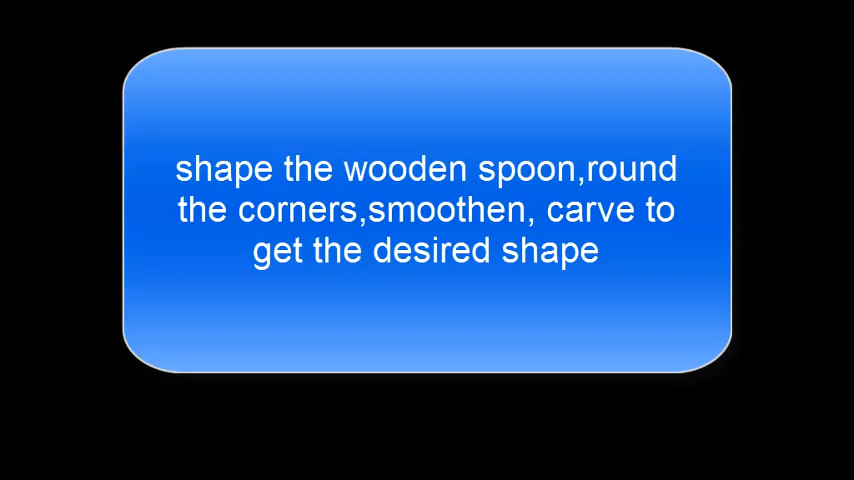 shape the wooden spoon,round
the corners,smoothen, carve to
get the desired shape